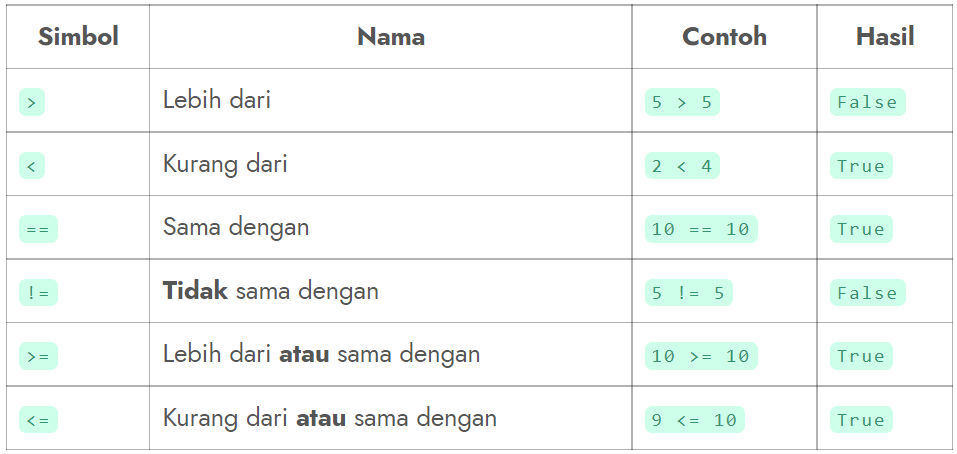 Simbol Nama Contoh Hasil
> Lebih dari 5 > 5 False
< Kurang dari 2 < 4 True
== Sama dengan 10 == 10 True
!= Tidak sama dengan 5 != 5 False
>= Lebih dari atau sama dengan 10 >= 10 True
<= Kurang dari atau sama dengan 9 <= 10 True